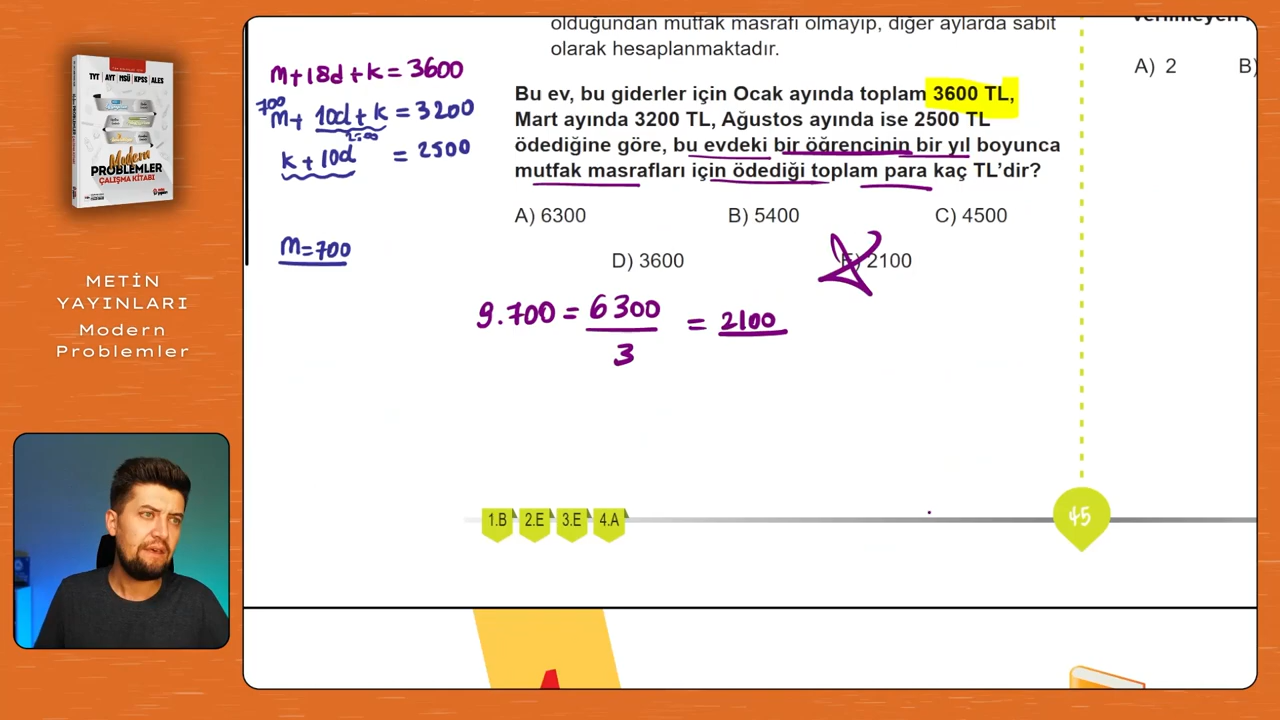 olduğundan mutfak masrafı olmayıp, diğer aylarda sabit
olarak hesaplanmaktadır.
Bu ev, bu giderler için Ocak ayında toplam 3600 TL,
Mart ayında 3200 TL, Ağustos ayında ise 2500 TL
ödediğine göre, bu evdeki bir öğrencinin bir yıl boyunca
mutfak masrafları için ödediği toplam para kaç TL'dir?
A) 6300 B) 5400 C) 4500
D) 3600 E) 2100
m+18d+k=3600
700
m+ 10d+k=3200
2500
k+10d =2500
m=700
9.700=6300
3
= 2100
1.B 2.E 3.E 4.A
45
A) 2 B)
TYT AYT MSÜ KPSS ALES
Modern
PROBLEMLER
ÇALIŞMA KİTABI
METİN
YAYINLARI
Modern
Problemler
A